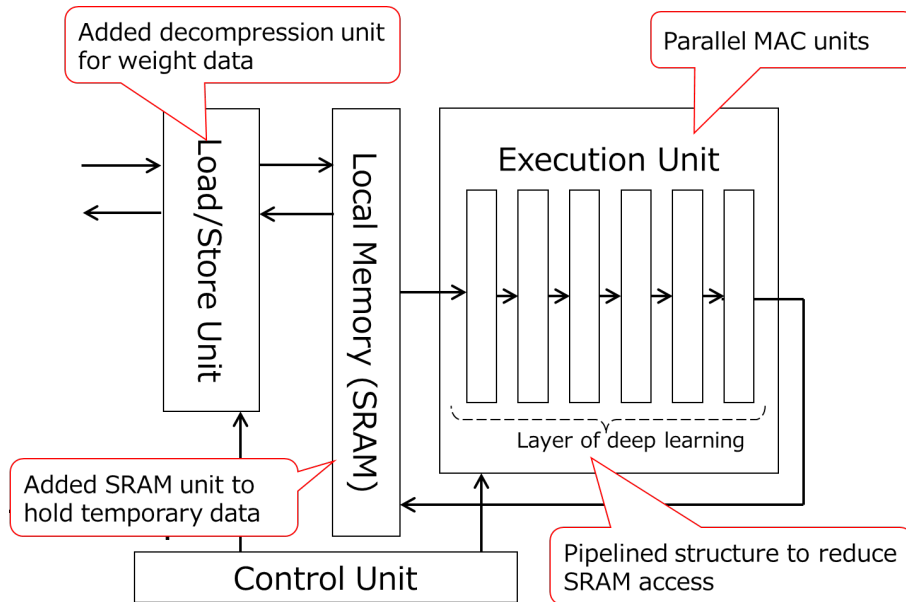 Added decompression unit
for weight data
Parallel MAC units
Load/Store Unit
Local Memory (SRAM)
Execution Unit
Layer of deep learning
Added SRAM unit to
hold temporary data
Pipelined structure to reduce
SRAM access
Control Unit